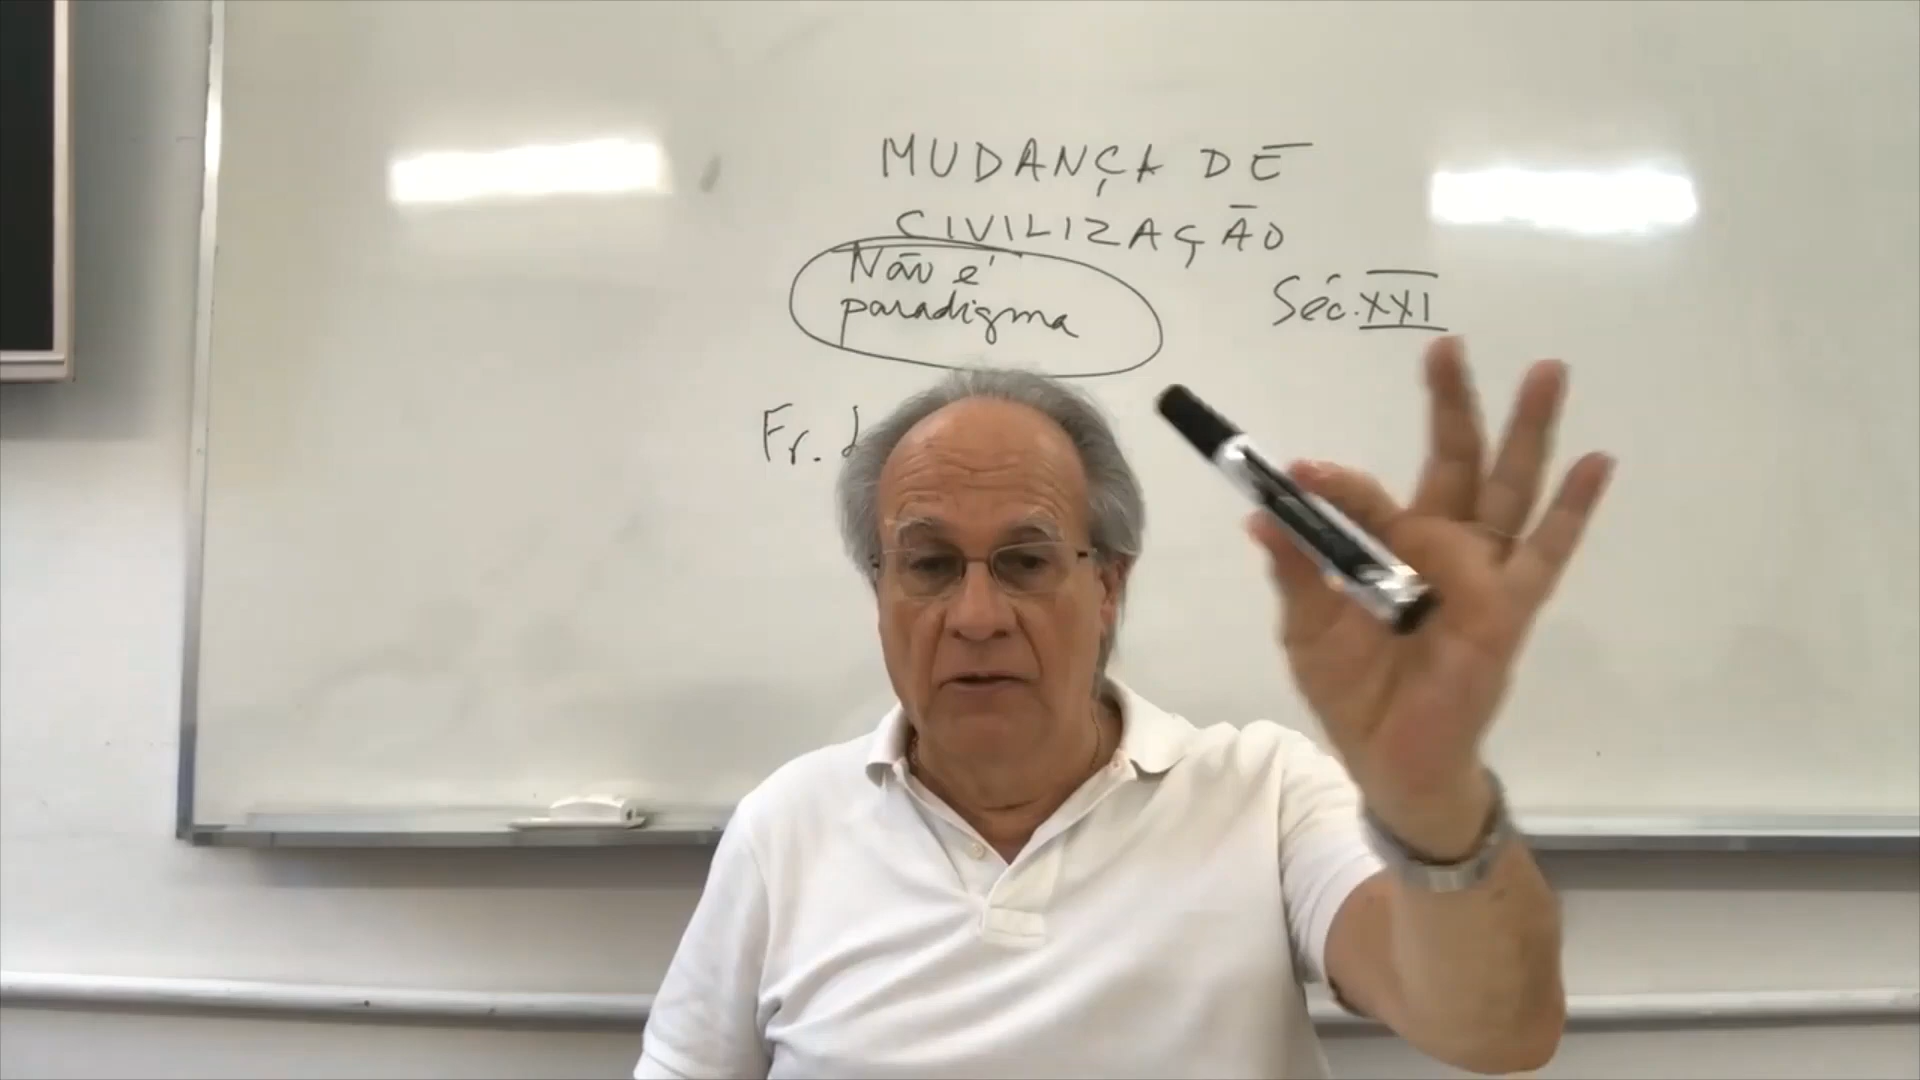 MUDANÇA DE
CIVILIZAÇÃO
Não é
paradigma
Séc. XXI
Fr.